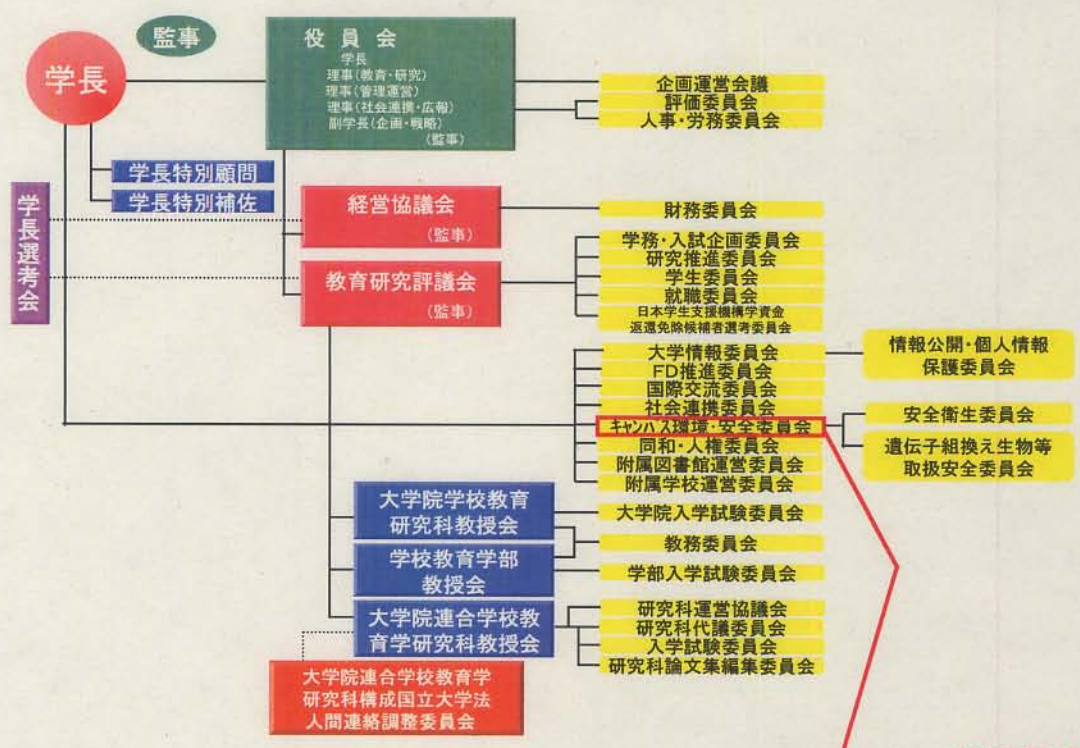 監事
学長
役員会
学長
理事(教育・研究)
理事(管理運営)
理事(社会連携・広報)
副学長(企画・戦略)
(監事)
企画運営会議
評価委員会
人事・労務委員会
学長特別顧問
学長特別補佐
学長選考会
経営協議会
(監事)
財務委員会
教育研究評議会
(監事)
学務・入試企画委員会
研究推進委員会
学生委員会
就職委員会
日本学生支援機構学資金
返還免除候補者選考委員会
大学情報委員会
FD推進委員会
国際交流委員会
社会連携委員会
キャンパス環境・安全委員会
同和・人権委員会
附属図書館運営委員会
附属学校運営委員会
情報公開・個人情報
保護委員会
安全衛生委員会
遺伝子組換え生物等
取扱安全委員会
大学院学校教育
研究科教授会
大学院入学試験委員会
教務委員会
学校教育学部
教授会
学部入学試験委員会
大学院連合学校教
育学研究科教授会
研究科運営協議会
研究科代議委員会
入学試験委員会
研究科論文集編集委員会
大学院連合学校教育学
研究科構成国立大学法
人間連絡調整委員会